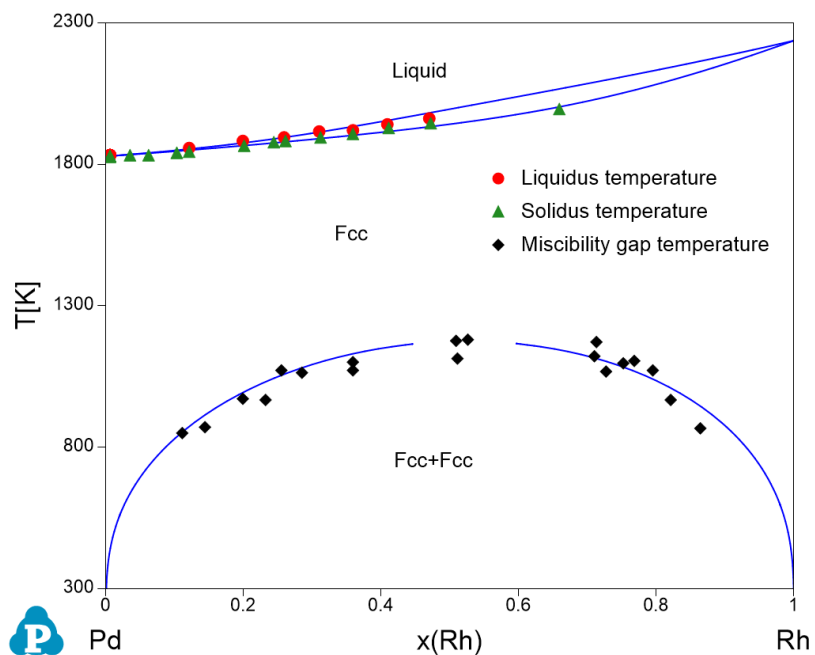 2300
Liquid
1800
Liquidus temperature
Solidus temperature
Fcc
Miscibility gap temperature
T[K]
1300
800
Fcc+Fcc
300
0 0.2 0.4 0.6 0.8 1
P
Pd x(Rh) Rh